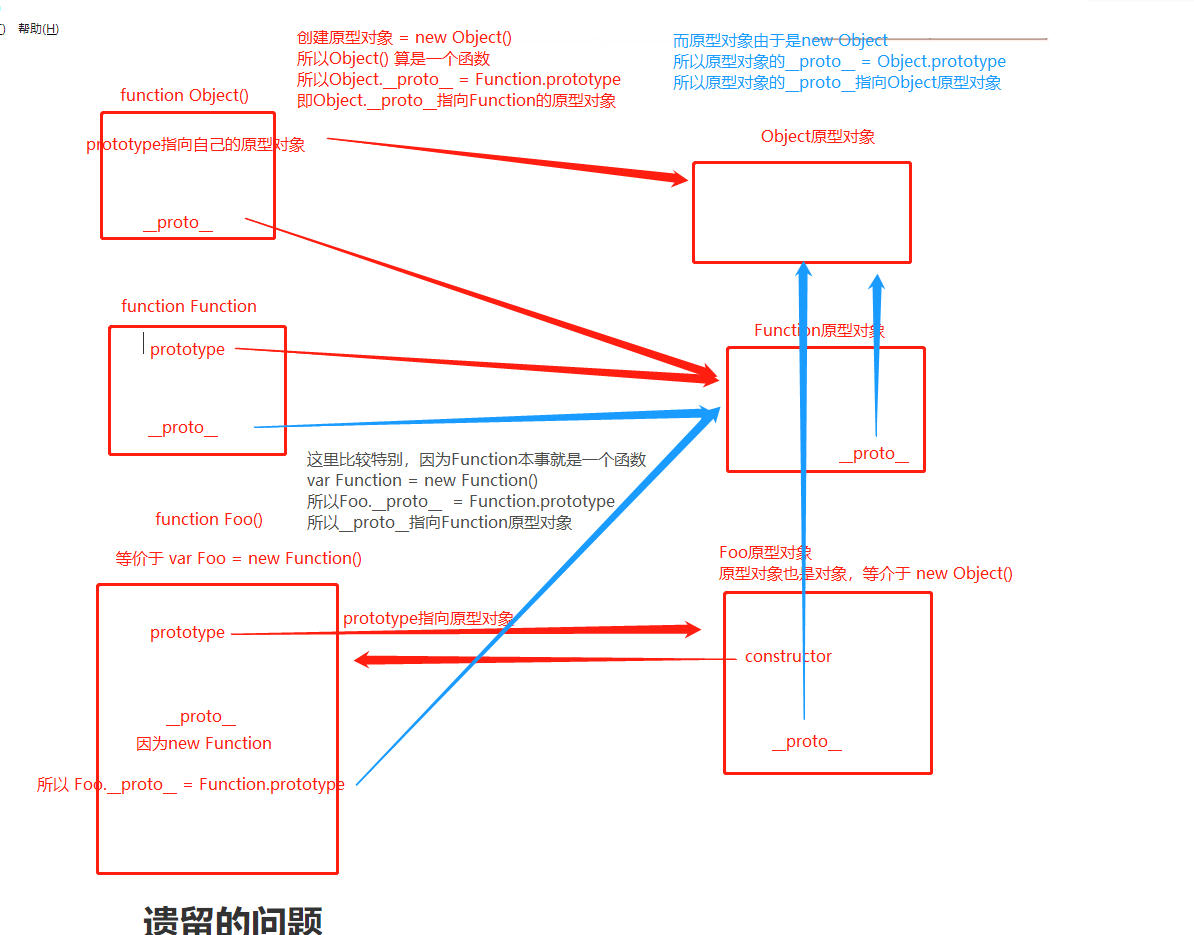 帮助(H)
创建原型对象 = new Object()
所以Object() 算是一个函数
所以Object.__proto__ = Function.prototype
即Object.__proto__指向Function的原型对象
而原型对象由于是new Object
所以原型对象的__proto__ = Object.prototype
所以原型对象的__proto__指向Object原型对象
function Object()
prototype指向自己的原型对象
__proto__
Object原型对象
function Function
prototype
__proto__
Function原型对象
__proto__
这里比较特别，因为Function本事就是一个函数
var Function = new Function()
所以Foo.__proto__ = Function.prototype
所以__proto__指向Function原型对象
function Foo()
等价于 var Foo = new Function()
Foo原型对象
原型对象也是对象，等介于 new Object()
prototype指向原型对象
prototype
constructor
__proto__
因为new Function
__proto__
所以 Foo.__proto__ = Function.prototype
遗留的问题